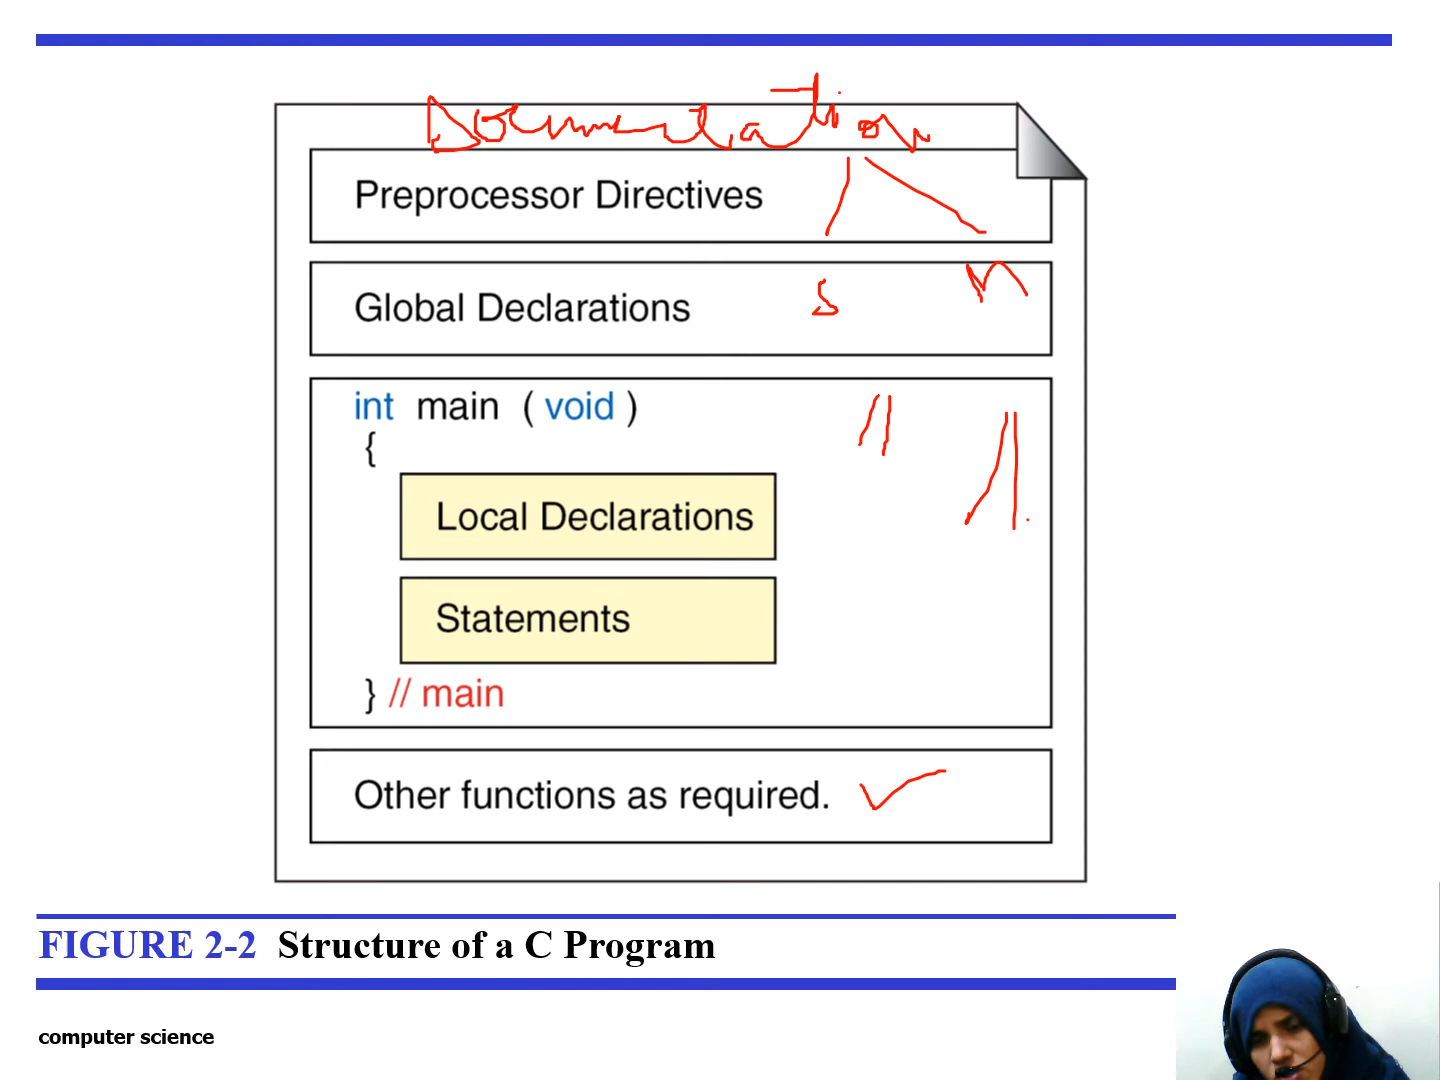 Documentation
Preprocessor Directives
Global Declarations
s n
int main ( void )
{
Local Declarations
Statements
} // main
Other functions as required.
FIGURE 2-2 Structure of a C Program
computer science